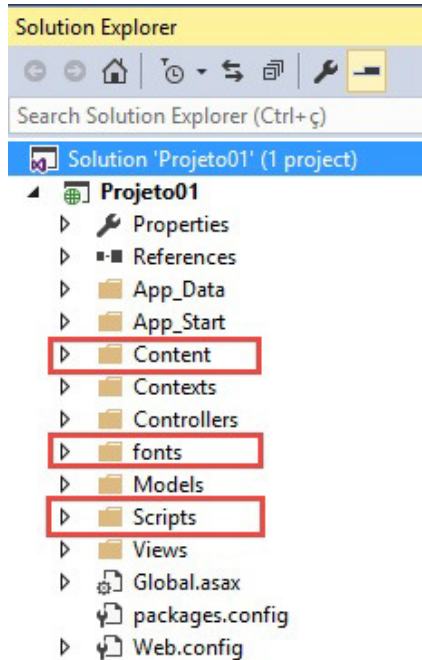 Solution Explorer
Search Solution Explorer (Ctrl+ç)
Solution 'Projeto01' (1 project)
Projeto01
Properties
References
App_Data
App_Start
Content
Contexts
Controllers
fonts
Models
Scripts
Views
Global.asax
packages.config
Web.config